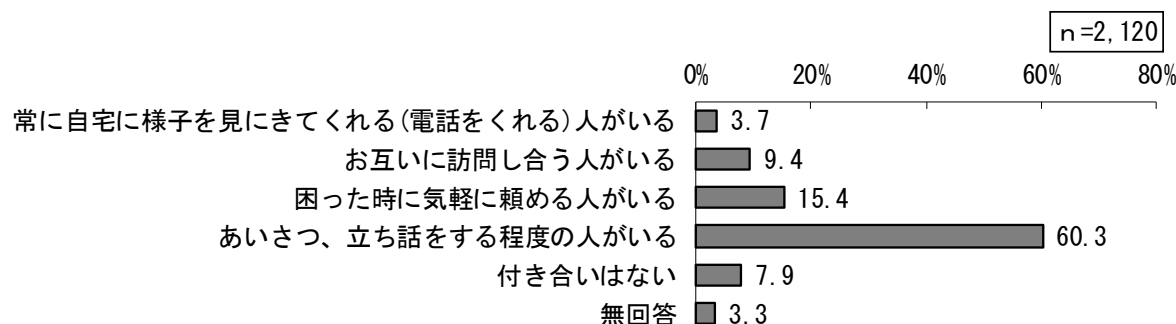 n=2,120
0% 20% 40% 60% 80%
常に自宅に様子を見にきてくれる(電話をくれる)人がいる 3.7
お互いに訪問し合う人がいる 9.4
困った時に気軽に頼める人がいる 15.4
あいさつ、立ち話をする程度の人がいる 60.3
付き合いはない 7.9
無回答 3.3